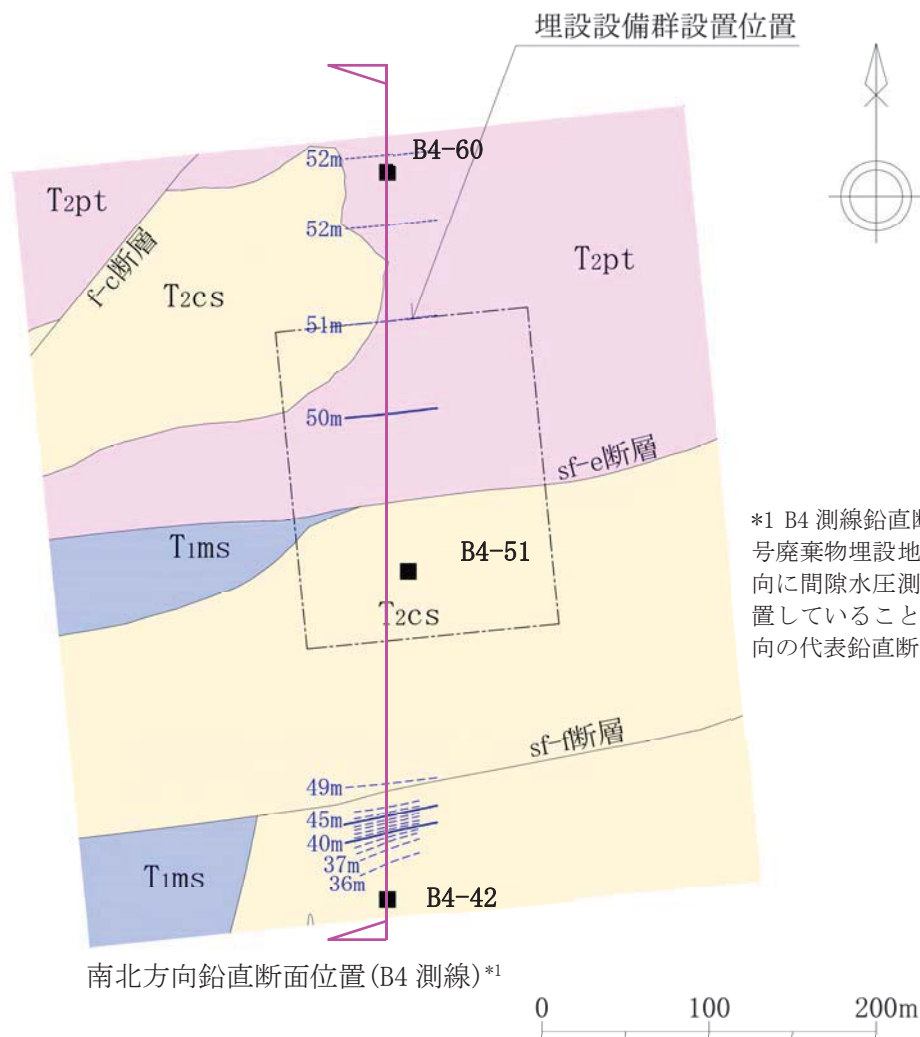 埋設設備群設置位置
B4-60
52m
T₂pt
52m
T₂pt
f-c断層
T₂cs
51m
50m
sf-e断層
*1 B4 測線鉛直断
号廃棄物埋設地
向に間隙水圧測
置していること
向の代表鉛直断
T₁ms
B4-51
T₂cs
sf-f断層
49m
45m
40m
37m
36m
T₁ms
B4-42
南北方向鉛直断面位置(B4 測線)*1
0 100 200m